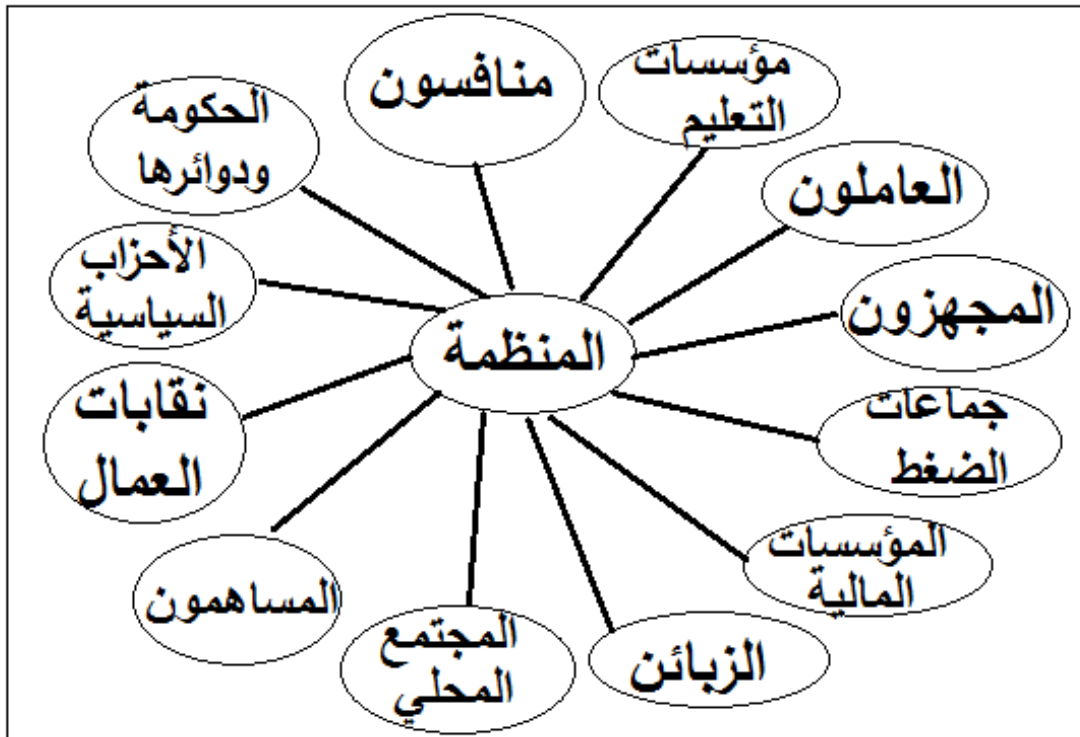 منافسون
مؤسسات
التعليم
الحكومة
ودوائرها
العاملون
الأحزاب
السياسية
المجهزون
المنظمة
نقابات
العمال
جماعات
الضغط
المؤسسات
المالية
المساهمون
المجتمع
المحلي
الزبائن